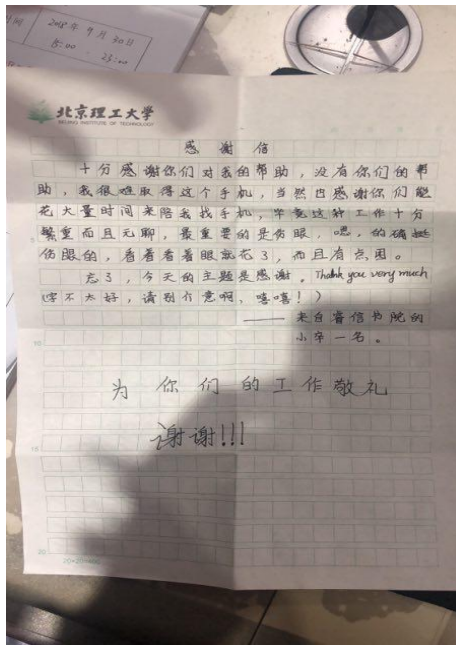 2018年9月30日
北京理工大学
BEIJING INSTITUTE OF TECHNOLOGY
感谢信
十分感谢你们对我的帮助，没有你们的帮
助，我很难取得这个手机，当然也感谢你们能
花大量时间来陪我找手机，毕竟这种工作十分
5
繁重而且无聊，最重要的是伤眼，嗯，的确挺
伤眼的，看着看着眼就花了，而且有点困。
忘了，今天的主题是感谢。Thank you very much
（字不太好，请别介意啊，嘻嘻！）
—— 来自睿信书院的
10
小卒一名。
为你们的工作敬礼
谢谢!!!
15
20